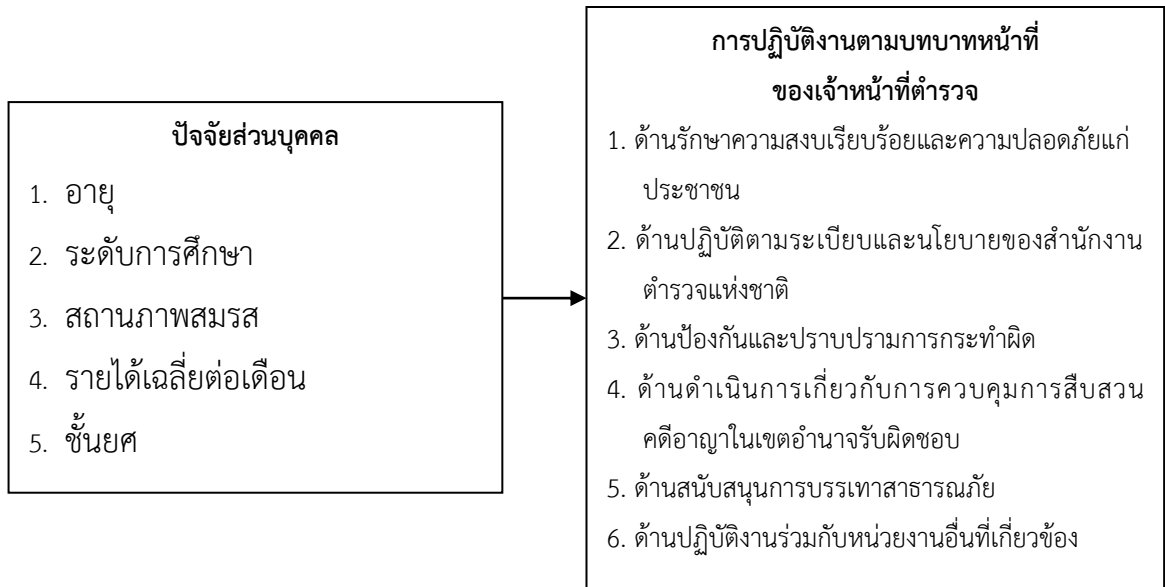 ปัจจัยส่วนบุคคล
1. อายุ
2. ระดับการศึกษา
3. สถานภาพสมรส
4. รายได้เฉลี่ยต่อเดือน
5. ชั้นยศ
การปฏิบัติงานตามบทบาทหน้าที่
ของเจ้าหน้าที่ตำรวจ
1. ด้านรักษาความสงบเรียบร้อยและความปลอดภัยแก่
ประชาชน
2. ด้านปฏิบัติตามระเบียบและนโยบายของสำนักงาน
ตำรวจแห่งชาติ
3. ด้านป้องกันและปราบปรามการกระทำผิด
4. ด้านดำเนินการเกี่ยวกับการควบคุมการสืบสวน
คดีอาญาในเขตอำนาจรับผิดชอบ
5. ด้านสนับสนุนการบรรเทาสาธารณภัย
6. ด้านปฏิบัติงานร่วมกับหน่วยงานอื่นที่เกี่ยวข้อง